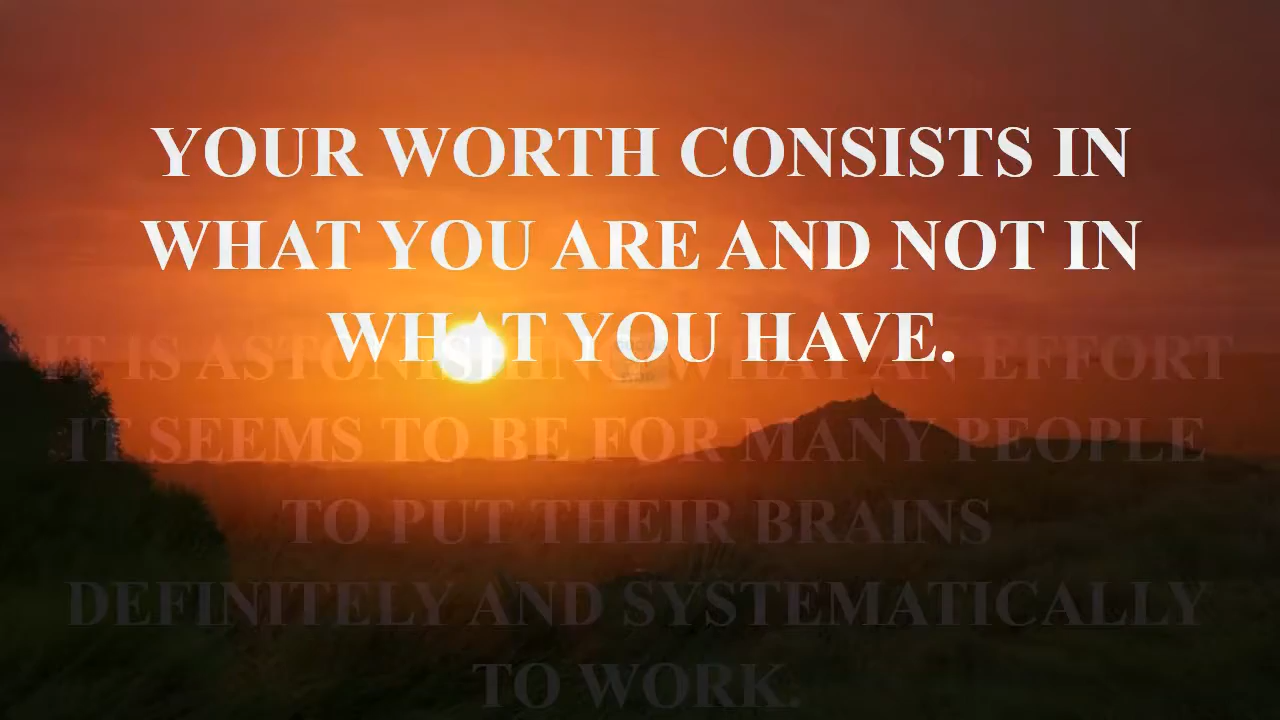 YOUR WORTH CONSISTS IN
WHAT YOU ARE AND NOT IN
WHAT YOU HAVE.
IT IS ASTONISHING WHAT AN EFFORT
IT SEEMS TO BE FOR MANY PEOPLE
TO PUT THEIR BRAINS
DEFINITELY AND SYSTEMATICALLY
TO WORK.